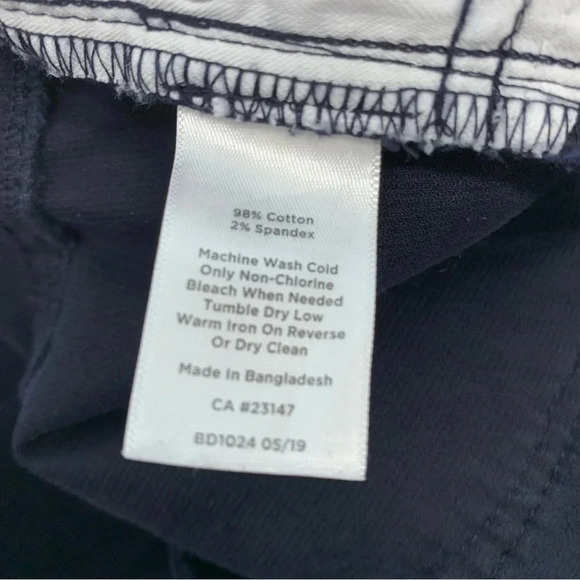 98% Cotton
2% Spandex
Machine Wash Cold
Only Non-Chlorine
Bleach When Needed
Tumble Dry Low
Warm Iron On Reverse
Or Dry Clean
Made In Bangladesh
CA #23147
BD1024 05/19